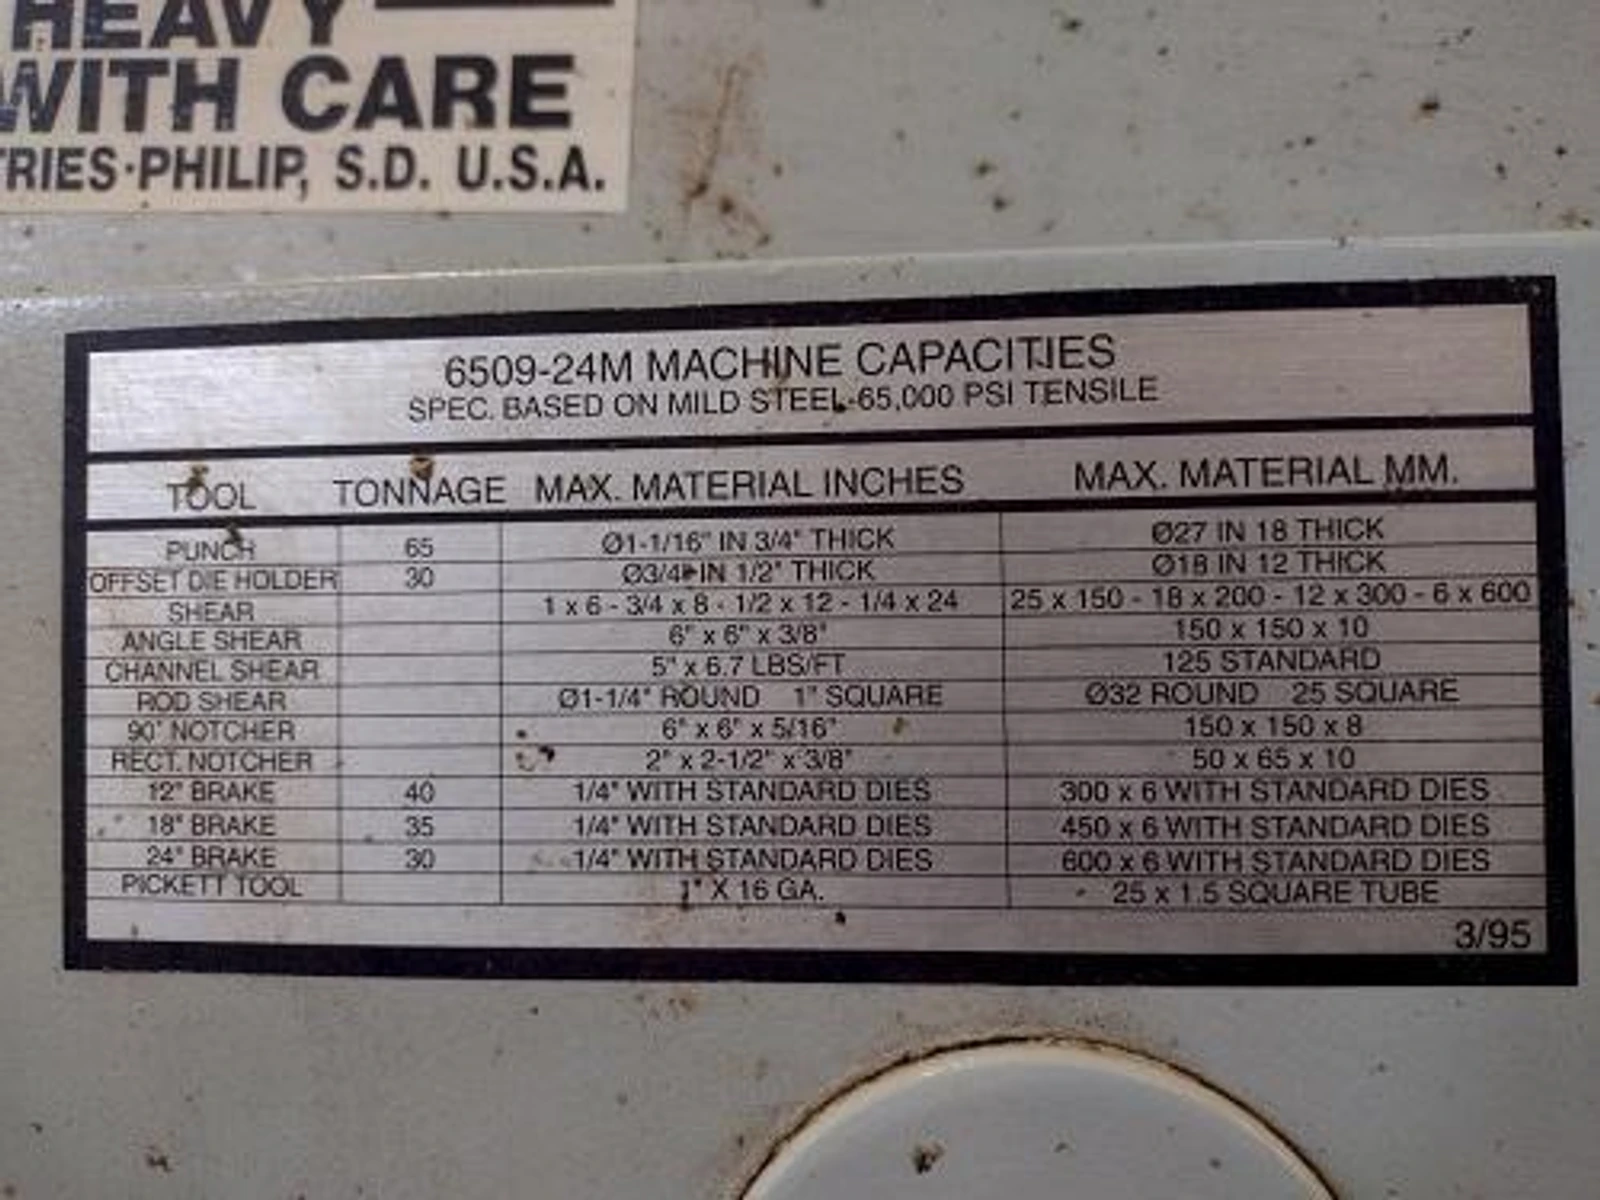 HEAVY
WITH CARE
TRIES·PHILIP, S.D. U.S.A.
6509-24M MACHINE CAPACITIES
SPEC. BASED ON MILD STEEL-65,000 PSI TENSILE
TOOL TONNAGE MAX. MATERIAL INCHES MAX. MATERIAL MM.
PUNCH 65 Ø1-1/16" IN 3/4" THICK Ø27 IN 18 THICK
OFFSET DIE HOLDER 30 Ø3/4" IN 1/2" THICK Ø18 IN 12 THICK
SHEAR 1 x 6 - 3/4 x 8 - 1/2 x 12 - 1/4 x 24 25 x 150 - 18 x 200 - 12 x 300 - 6 x 600
ANGLE SHEAR 6" x 6" x 3/8" 150 x 150 x 10
CHANNEL SHEAR 5" x 6.7 LBS/FT 125 STANDARD
ROD SHEAR Ø1-1/4" ROUND 1" SQUARE Ø32 ROUND 25 SQUARE
90° NOTCHER 6" x 6" x 5/16" 150 x 150 x 8
RECT. NOTCHER 2" x 2-1/2" x 3/8" 50 x 65 x 10
12" BRAKE 40 1/4" WITH STANDARD DIES 300 x 6 WITH STANDARD DIES
18" BRAKE 35 1/4" WITH STANDARD DIES 450 x 6 WITH STANDARD DIES
24" BRAKE 30 1/4" WITH STANDARD DIES 600 x 6 WITH STANDARD DIES
PICKETT TOOL 1" X 16 GA. 25 x 1.5 SQUARE TUBE
3/95